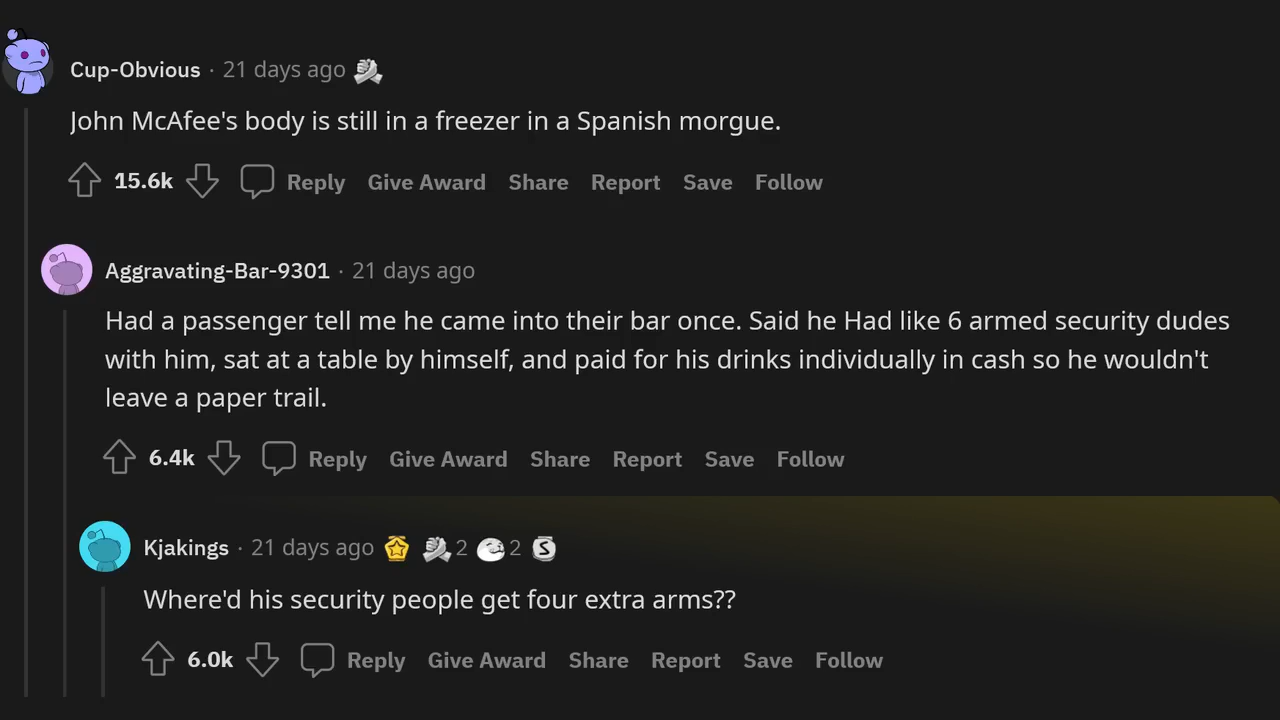 Cup-Obvious · 21 days ago
John McAfee's body is still in a freezer in a Spanish morgue.
15.6k Reply Give Award Share Report Save Follow
Aggravating-Bar-9301 · 21 days ago
Had a passenger tell me he came into their bar once. Said he Had like 6 armed security dudes
with him, sat at a table by himself, and paid for his drinks individually in cash so he wouldn't
leave a paper trail.
6.4k Reply Give Award Share Report Save Follow
Kjakings · 21 days ago 2 2 S
Where'd his security people get four extra arms??
6.0k Reply Give Award Share Report Save Follow